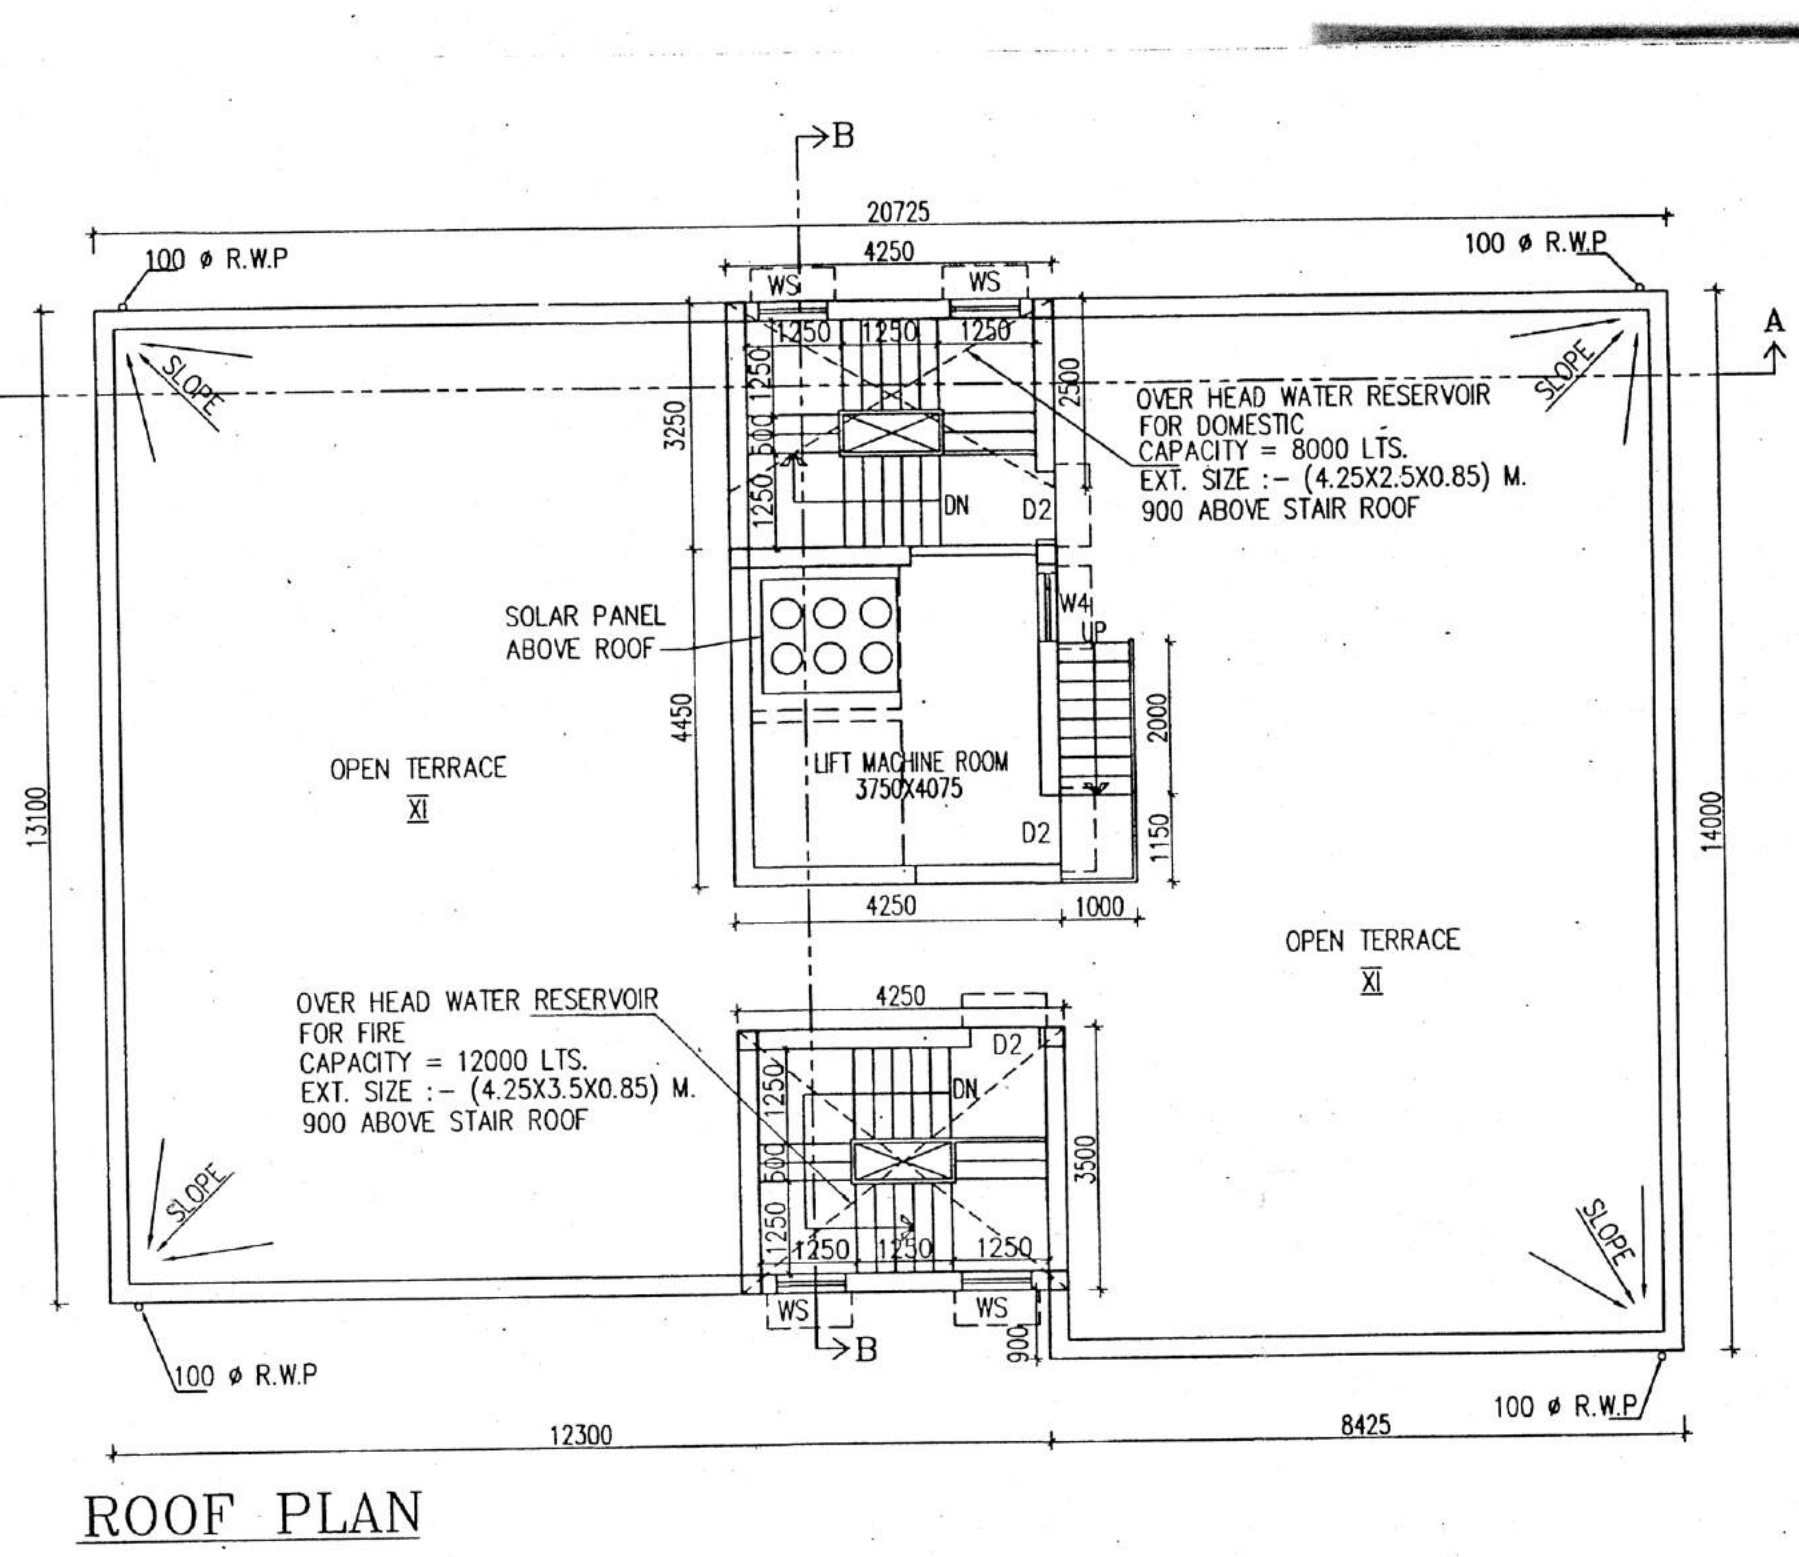 B
20725
4250
100 ø R.W.P
100 ø R.W.P
WS
WS
1250
1250
1250
A
SLOPE
SLOPE
1250
500
1250
3250
2500
OVER HEAD WATER RESERVOIR
FOR DOMESTIC
CAPACITY = 8000 LTS.
EXT. SIZE :- (4.25X2.5X0.85) M.
900 ABOVE STAIR ROOF
DN
D2
W4
UP
SOLAR PANEL
ABOVE ROOF
4450
2000
LIFT MACHINE ROOM
3750X4075
OPEN TERRACE
XI
13100
14000
D2
1150
4250
1000
OPEN TERRACE
XI
4250
OVER HEAD WATER RESERVOIR
FOR FIRE
CAPACITY = 12000 LTS.
EXT. SIZE :- (4.25X3.5X0.85) M.
900 ABOVE STAIR ROOF
D2
DN
1250
500
1250
3500
SLOPE
SLOPE
1250
1250
1250
WS
WS
900
B
100 ø R.W.P
100 ø R.W.P
12300
8425
ROOF PLAN